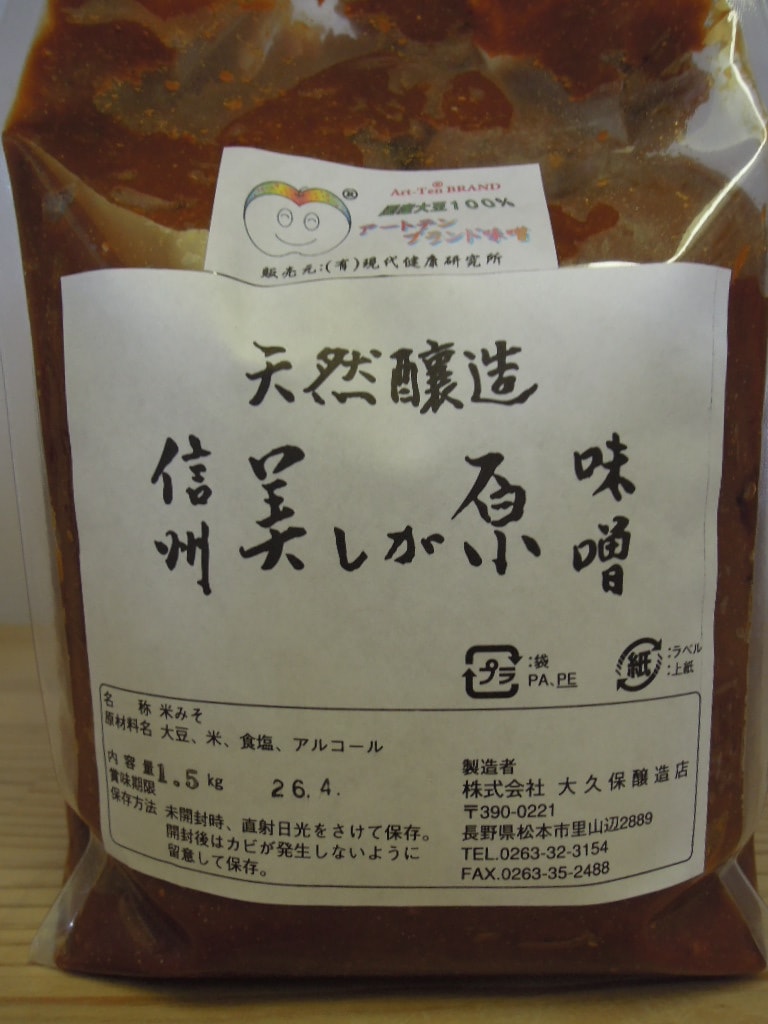 ®
Art-Ten® BRAND
国産大豆100%
アートテン
ブランド味噌
販売元:(有)現代健康研究所
天然醸造
信州 美しが原 味噌
プラ :袋 PA、PE
紙 :ラベル :上紙
名称 米みそ
原材料名 大豆、米、食塩、アルコール
内容量 1.5kg
賞味期限 26.4.
保存方法 未開封時、直射日光をさけて保存。
開封後はカビが発生しないように
留意して保存。
製造者
株式会社 大久保醸造店
〒390-0221
長野県松本市里山辺2889
TEL.0263-32-3154
FAX.0263-35-2488